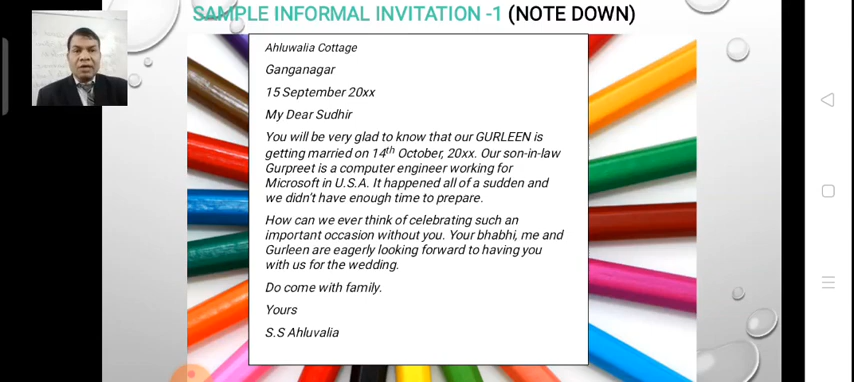 SAMPLE INFORMAL INVITATION -1 (NOTE DOWN)
Ahluwalia Cottage
Ganganagar
15 September 20xx
My Dear Sudhir
You will be very glad to know that our GURLEEN is
getting married on 14th October, 20xx. Our son-in-law
Gurpreet is a computer engineer working for
Microsoft in U.S.A. It happened all of a sudden and
we didn't have enough time to prepare.
How can we ever think of celebrating such an
important occasion without you. Your bhabhi, me and
Gurleen are eagerly looking forward to having you
with us for the wedding.
Do come with family.
Yours
S.S Ahluvalia